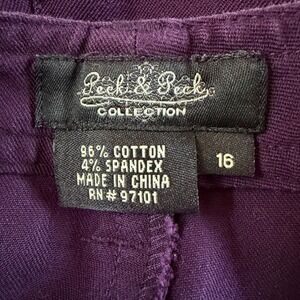 Peck & Peck
COLLECTION
96% COTTON
4% SPANDEX
MADE IN CHINA
RN# 97101
16